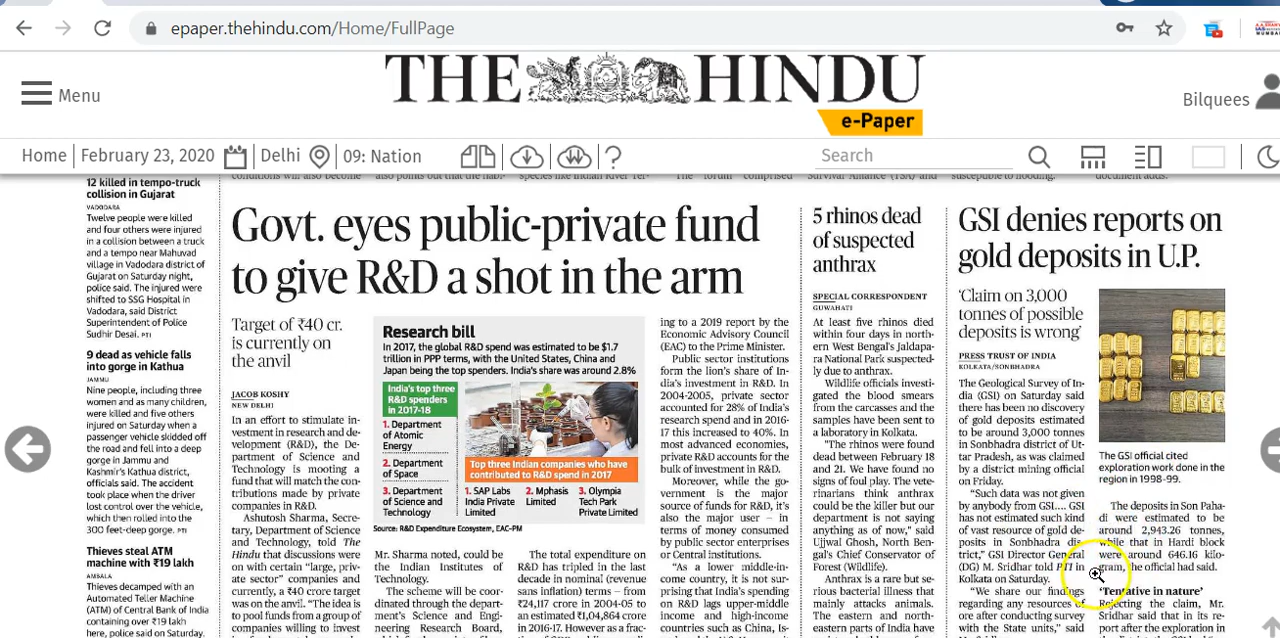 epaper.thehindu.com/Home/FullPage
THE HINDU
e-Paper
Menu
Bilquees
Home
February 23, 2020
Delhi
09: Nation
?
Search
12 killed in tempo-truck
collision in Gujarat
VADODARA
Twelve people were killed
and four others were injured
in a collision between a truck
and a tempo near Mahuvad
village in Vadodara district of
Gujarat on Saturday night,
police said. The injured were
shifted to the SSG Hospital in
Vadodara, said District
Superintendent of Police
Sudhir Desai. PTI
9 dead as vehicle falls
into gorge in Kathua
JAMMU
Nine people, including three
women and as many children,
were killed and five others
injured on Saturday when a
passenger vehicle skidded off
the road and fell into a deep
gorge in Jammu and
Kashmir's Kathua district,
officials said. The accident
took place when the driver
lost control over the vehicle,
which then rolled into the
300 feet-deep gorge. PTI
Thieves steal ATM
machine with ₹19 lakh
AMBALA
Thieves decamped with an
Automated Teller Machine
(ATM) of Central Bank of India
containing over ₹19 lakh
here, police said on Saturday.
Govt. eyes public-private fund
to give R&D a shot in the arm
Target of ₹40 cr.
is currently on
the anvil
JACOB KOSHY
NEW DELHI
In an effort to stimulate in-
vestment in research and de-
velopment (R&D), the De-
partment of Science and
Technology is mooting a
fund that will match the con-
tributions made by private
companies in R&D.
Ashutosh Sharma, Secre-
tary, Department of Science
and Technology, told The
Hindu that discussions were
on with certain "large, pri-
vate sector" companies and
currently, a ₹40 crore target
was on the anvil. "The idea is
to pool funds from a group of
companies willing to invest
Research bill
In 2017, the global R&D spend was estimated to be $1.7
trillion in PPP terms, with the United States, China and
Japan being the top spenders. India's share was around 2.8%
India's top three
R&D spenders
in 2017-18
1. Department
of Atomic
Energy
2. Department
of Space
3. Department
of Science and
Technology
Top three Indian companies who have
contributed to R&D spend in 2017
1. SAP Labs
India Private
Limited
2. Mphasis
Limited
3. Olympia
Tech Park
Private Limited
Source: R&D Expenditure Ecosystem, EAC-PM
Mr. Sharma noted, could be
the Indian Institutes of
Technology.
The scheme will be coor-
dinated through the depart-
ment's Science and Engi-
neering Research Board,
The total expenditure on
R&D has tripled in the last
decade in nominal (revenue
sans inflation) terms – from
₹24,117 crore in 2004-05 to
an estimated ₹1,04,864 crore
in 2016-17. However as a frac-
ing to a 2019 report by the
Economic Advisory Council
(EAC) to the Prime Minister.
Public sector institutions
form the lion's share of In-
dia's investment in R&D. In
2004-2005, private sector
accounted for 28% of India's
research spend and in 2016-
17 this increased to 40%. In
most advanced economies,
private R&D accounts for the
bulk of investment in R&D.
Moreover, while the go-
vernment is the major
source of funds for R&D, it's
also the major user – in
terms of money consumed
by public sector enterprises
or Central institutions.
"As a lower middle-in-
come country, it is not sur-
prising that India's spending
on R&D lags upper-middle
income and high-income
countries such as China, Is-
5 rhinos dead
of suspected
anthrax
SPECIAL CORRESPONDENT
GUWAHATI
At least five rhinos died
within four days in north-
ern West Bengal's Jaldapa-
ra National Park suspected-
ly due to anthrax.
Wildlife officials investi-
gated the blood smears
from the carcasses and the
samples have been sent to
a laboratory in Kolkata.
"The rhinos were found
dead between February 18
and 21. We have found no
signs of foul play. The vete-
rinarians think anthrax
could be the killer but our
department is not saying
anything as of now," said
Ujjwal Ghosh, North Ben-
gal's Chief Conservator of
Forest (Wildlife).
Anthrax is a rare but se-
rious bacterial illness that
mainly attacks animals.
The eastern and north-
eastern parts of India have
GSI denies reports on
gold deposits in U.P.
'Claim on 3,000
tonnes of possible
deposits is wrong'
PRESS TRUST OF INDIA
KOLKATA/SONBHADRA
The Geological Survey of In-
dia (GSI) on Saturday said
there has been no discovery
of gold deposits estimated
to be around 3,000 tonnes
in Sonbhadra district of Ut-
tar Pradesh, as was claimed
by a district mining official
on Friday.
"Such data was not given
by anybody from GSI.... GSI
has not estimated such kind
of vast resource of gold de-
posits in Sonbhadra dis-
trict," GSI Director General
(DG) M. Sridhar told PTI in
Kolkata on Saturday.
"We share our findings
regarding any resources of
ore after conducting survey
with the State units," said
The GSI official cited
exploration work done in the
region in 1998-99.
The deposits in Son Paha-
di were estimated to be
around 2,943.26 tonnes,
while that in Hardi block
were around 646.16 kilo-
gram, the official had said.
'Tentative in nature'
Rejecting the claim, Mr.
Sridhar said that in its re-
port after the exploration in